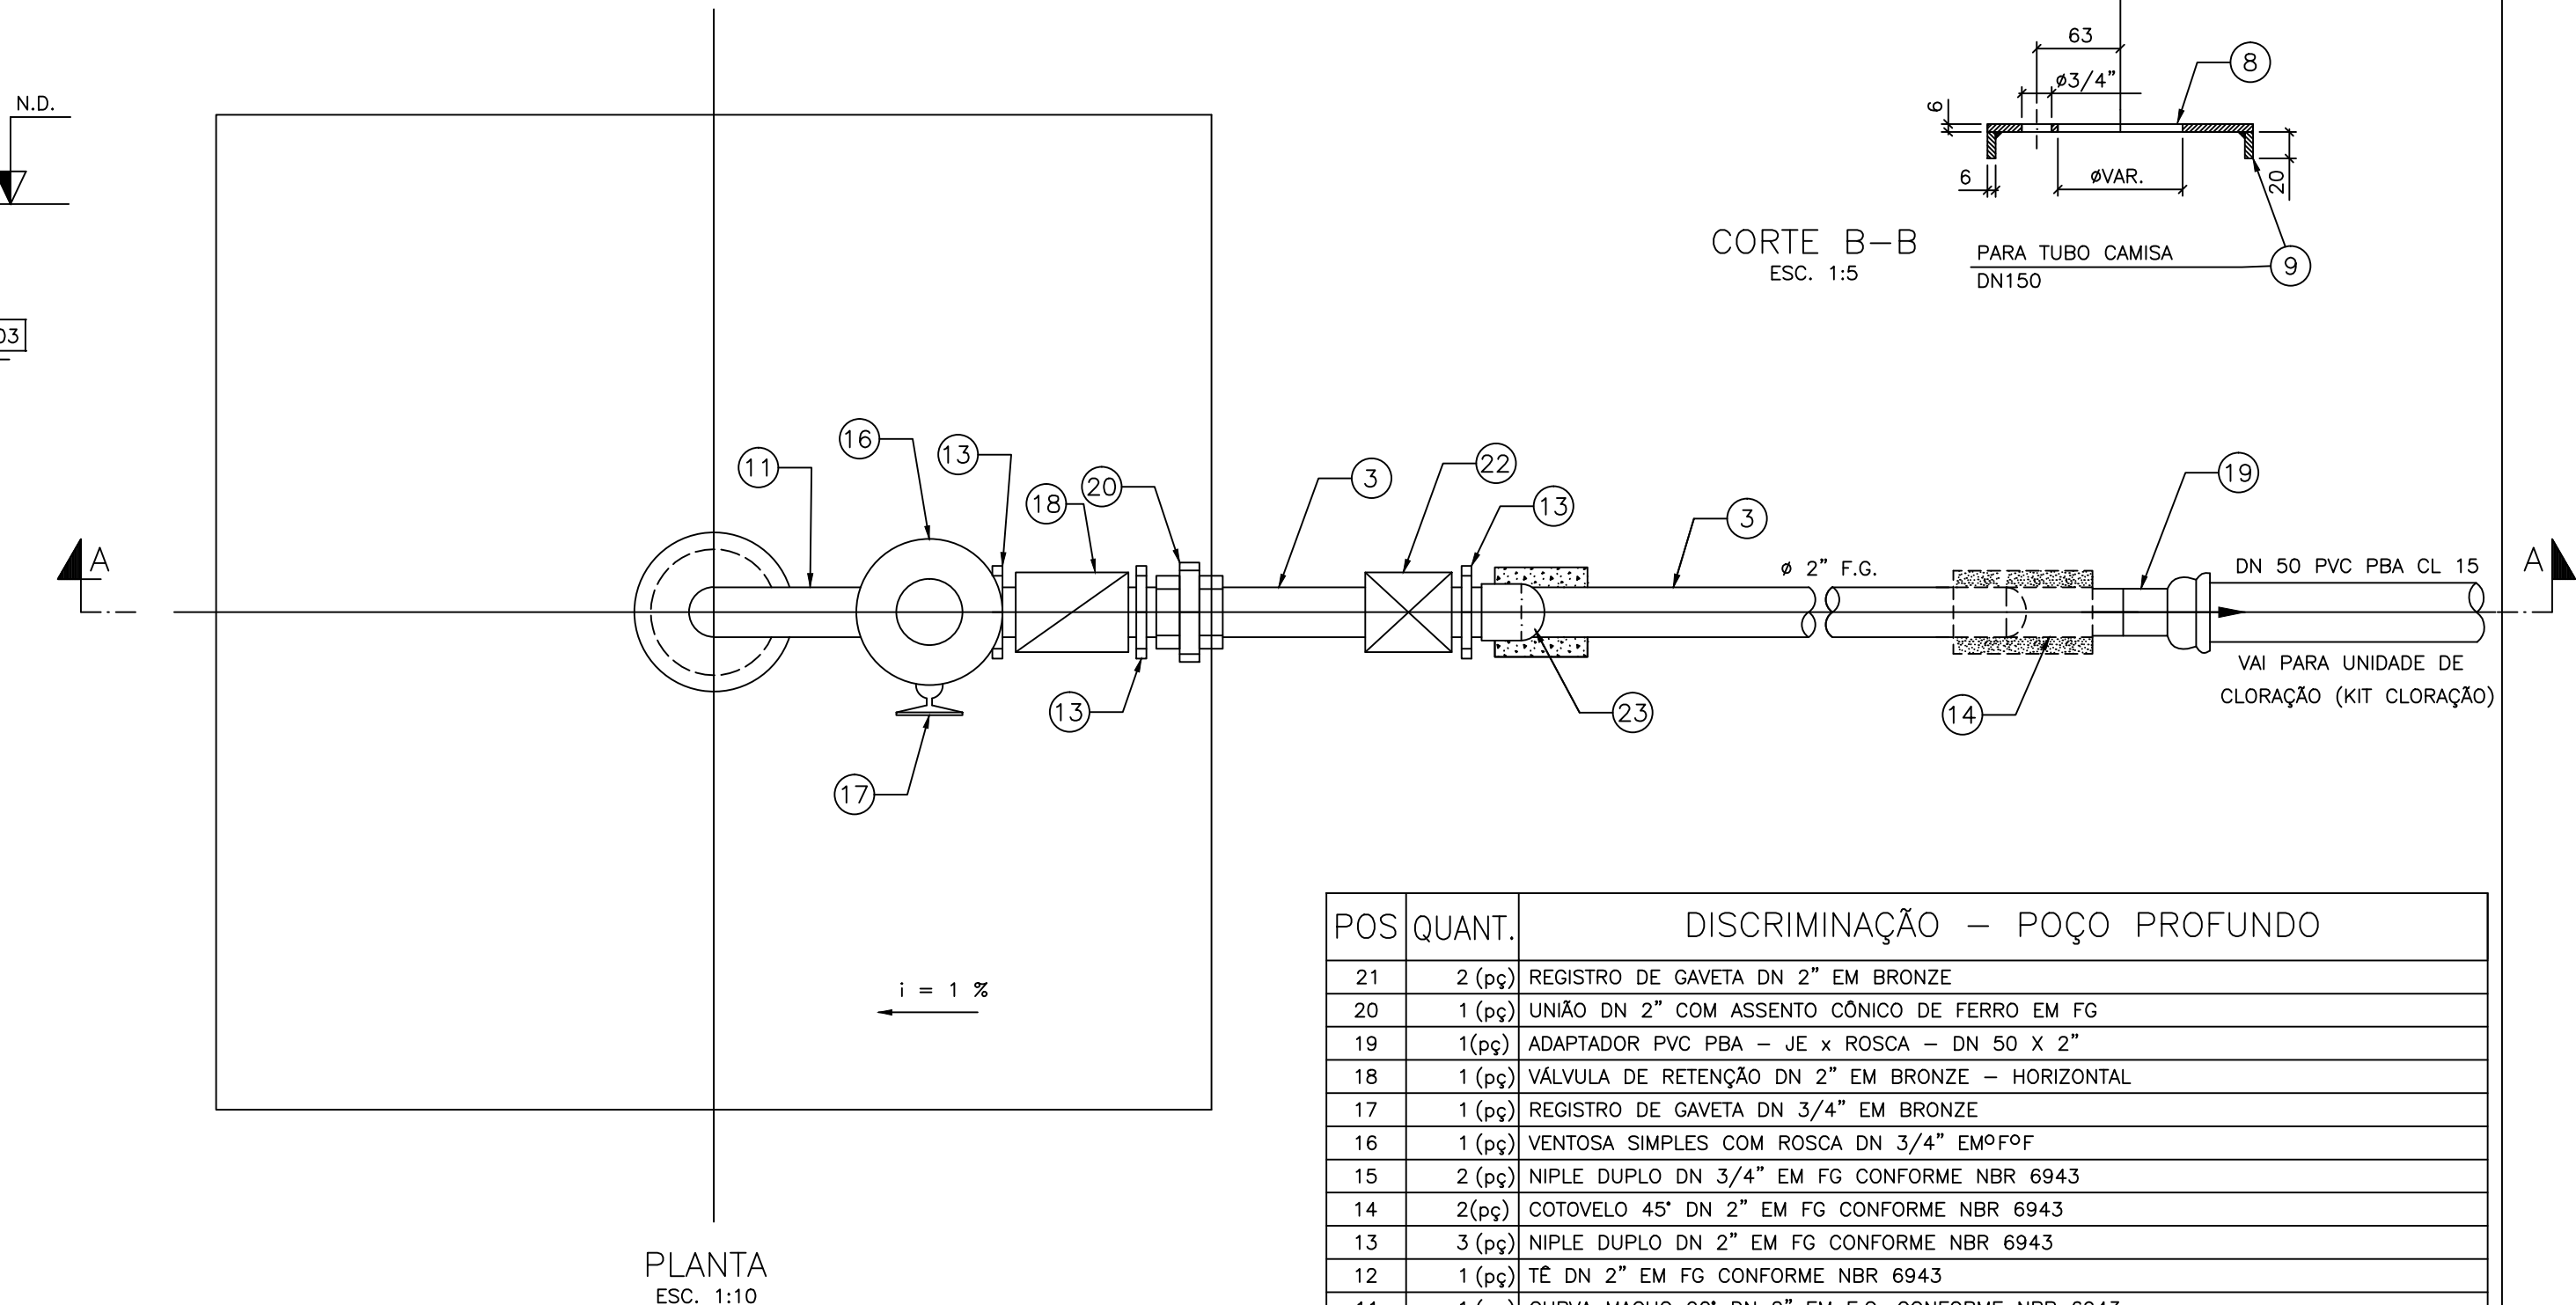 N.D.
03
63
ø3/4"
8
6
6
øVAR.
20
CORTE B-B
ESC. 1:5
PARA TUBO CAMISA
DN150
9
16
13
11
20
18
3
22
13
3
19
A
ø 2" F.G.
DN 50 PVC PBA CL 15
A
VAI PARA UNIDADE DE
CLORAÇÃO (KIT CLORAÇÃO)
13
23
14
17
i = 1 %
PLANTA
ESC. 1:10
POS QUANT. DISCRIMINAÇÃO - POÇO PROFUNDO
21 2 (pç) REGISTRO DE GAVETA DN 2" EM BRONZE
20 1 (pç) UNIÃO DN 2" COM ASSENTO CÔNICO DE FERRO EM FG
19 1(pç) ADAPTADOR PVC PBA - JE x ROSCA - DN 50 X 2"
18 1 (pç) VÁLVULA DE RETENÇÃO DN 2" EM BRONZE - HORIZONTAL
17 1 (pç) REGISTRO DE GAVETA DN 3/4" EM BRONZE
16 1 (pç) VENTOSA SIMPLES COM ROSCA DN 3/4" EMºFºF
15 2 (pç) NIPLE DUPLO DN 3/4" EM FG CONFORME NBR 6943
14 2(pç) COTOVELO 45° DN 2" EM FG CONFORME NBR 6943
13 3 (pç) NIPLE DUPLO DN 2" EM FG CONFORME NBR 6943
12 1 (pç) TÊ DN 2" EM FG CONFORME NBR 6943